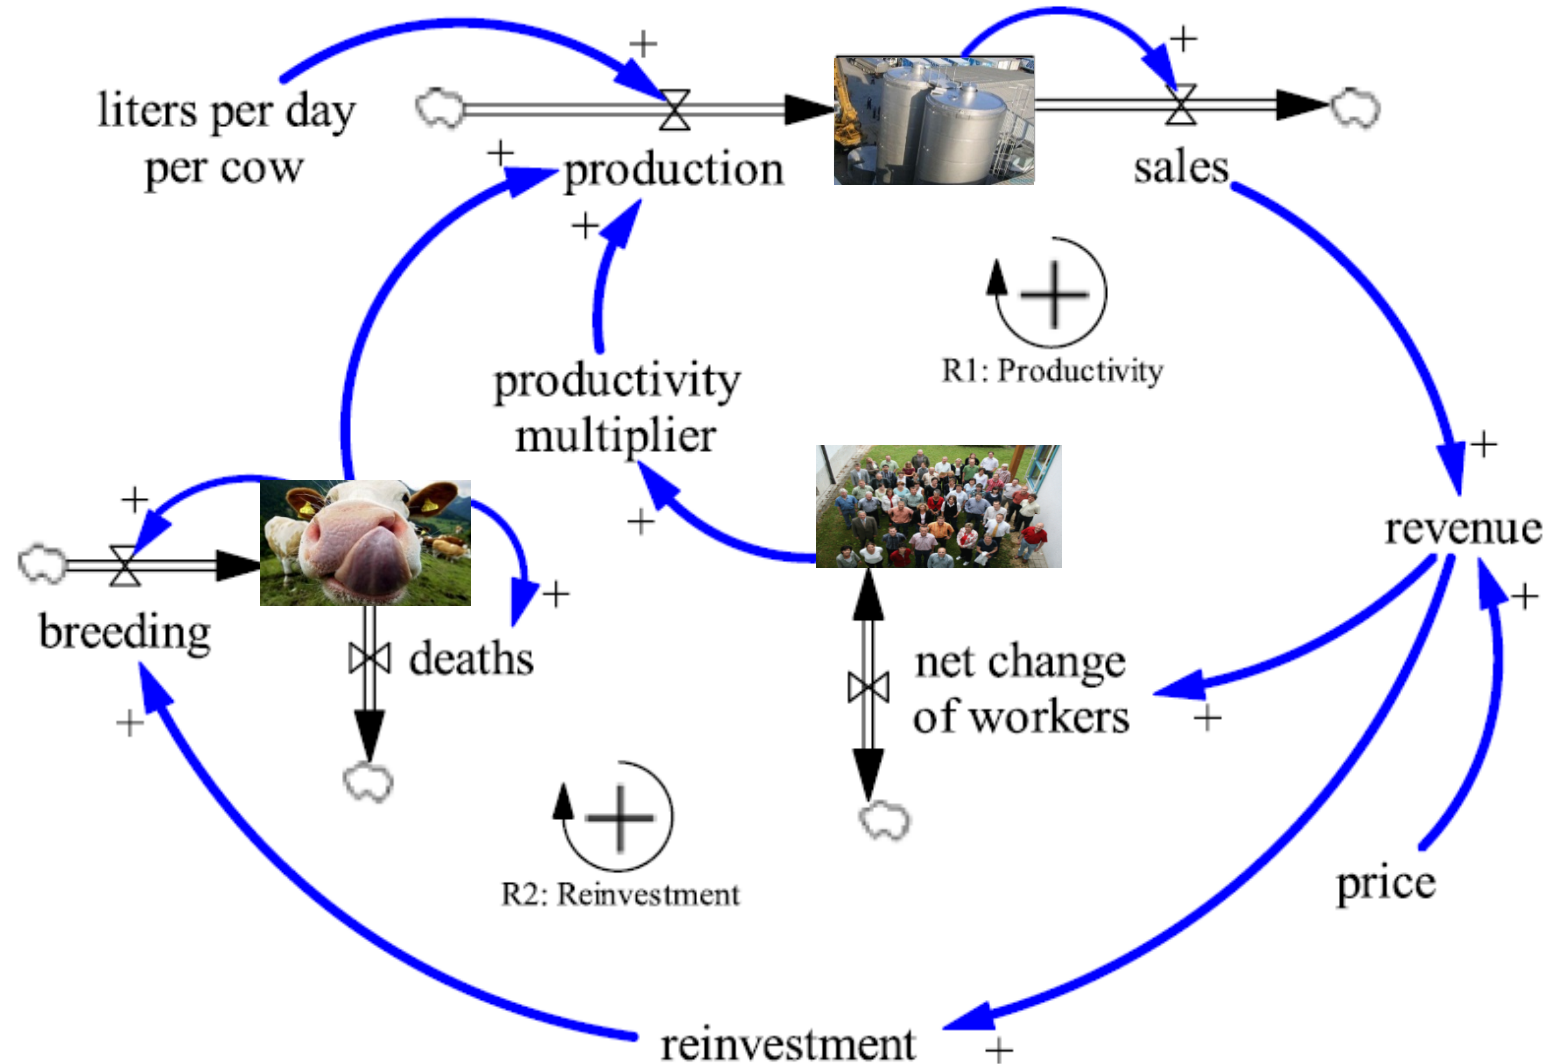 +
+
liters per day
per cow
+
production
sales
+
+
R1: Productivity
productivity
multiplier
+
+
+
revenue
+
+
+
breeding
deaths
net change
of workers
+
+
+
R2: Reinvestment
price
reinvestment
+